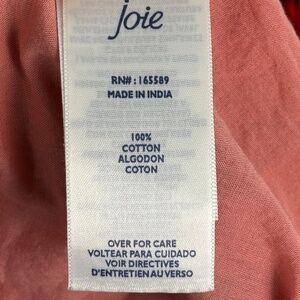 joie
RN#: 165589
MADE IN INDIA
100%
COTTON
ALGODON
COTON
OVER FOR CARE
VOLTEAR PARA CUIDADO
VOIR DIRECTIVES
D'ENTRETIEN AU VERSO